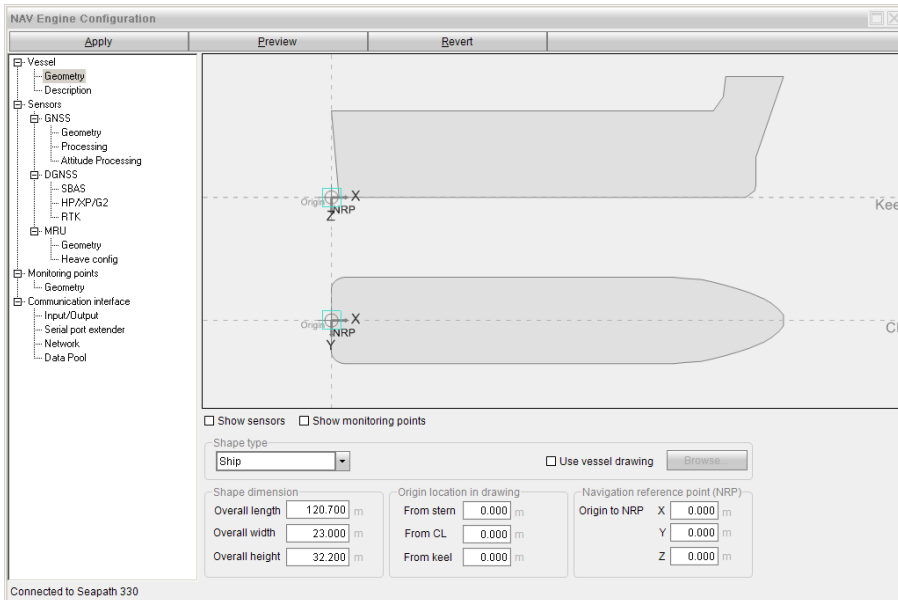 NAV Engine Configuration
Apply Preview Revert
Vessel
Geometry
Description
Sensors
GNSS
Geometry
Processing
Attitude Processing
DGNSS
SBAS
HP/XP/G2
RTK
MRU
Geometry
Heave config
Monitoring points
Geometry
Communication interface
Input/Output
Serial port extender
Network
Data Pool
Origin X
NRP
Z
Kee
Origin X
NRP
Y
Show sensors Show monitoring points
Shape type
Ship Use vessel drawing Browse...
Shape dimension
Overall length 120.700 m
Overall width 23.000 m
Overall height 32.200 m
Origin location in drawing
From stern 0.000 m
From CL 0.000 m
From keel 0.000 m
Navigation reference point (NRP)
Origin to NRP X 0.000 m
Y 0.000 m
Z 0.000 m
Connected to Seapath 330